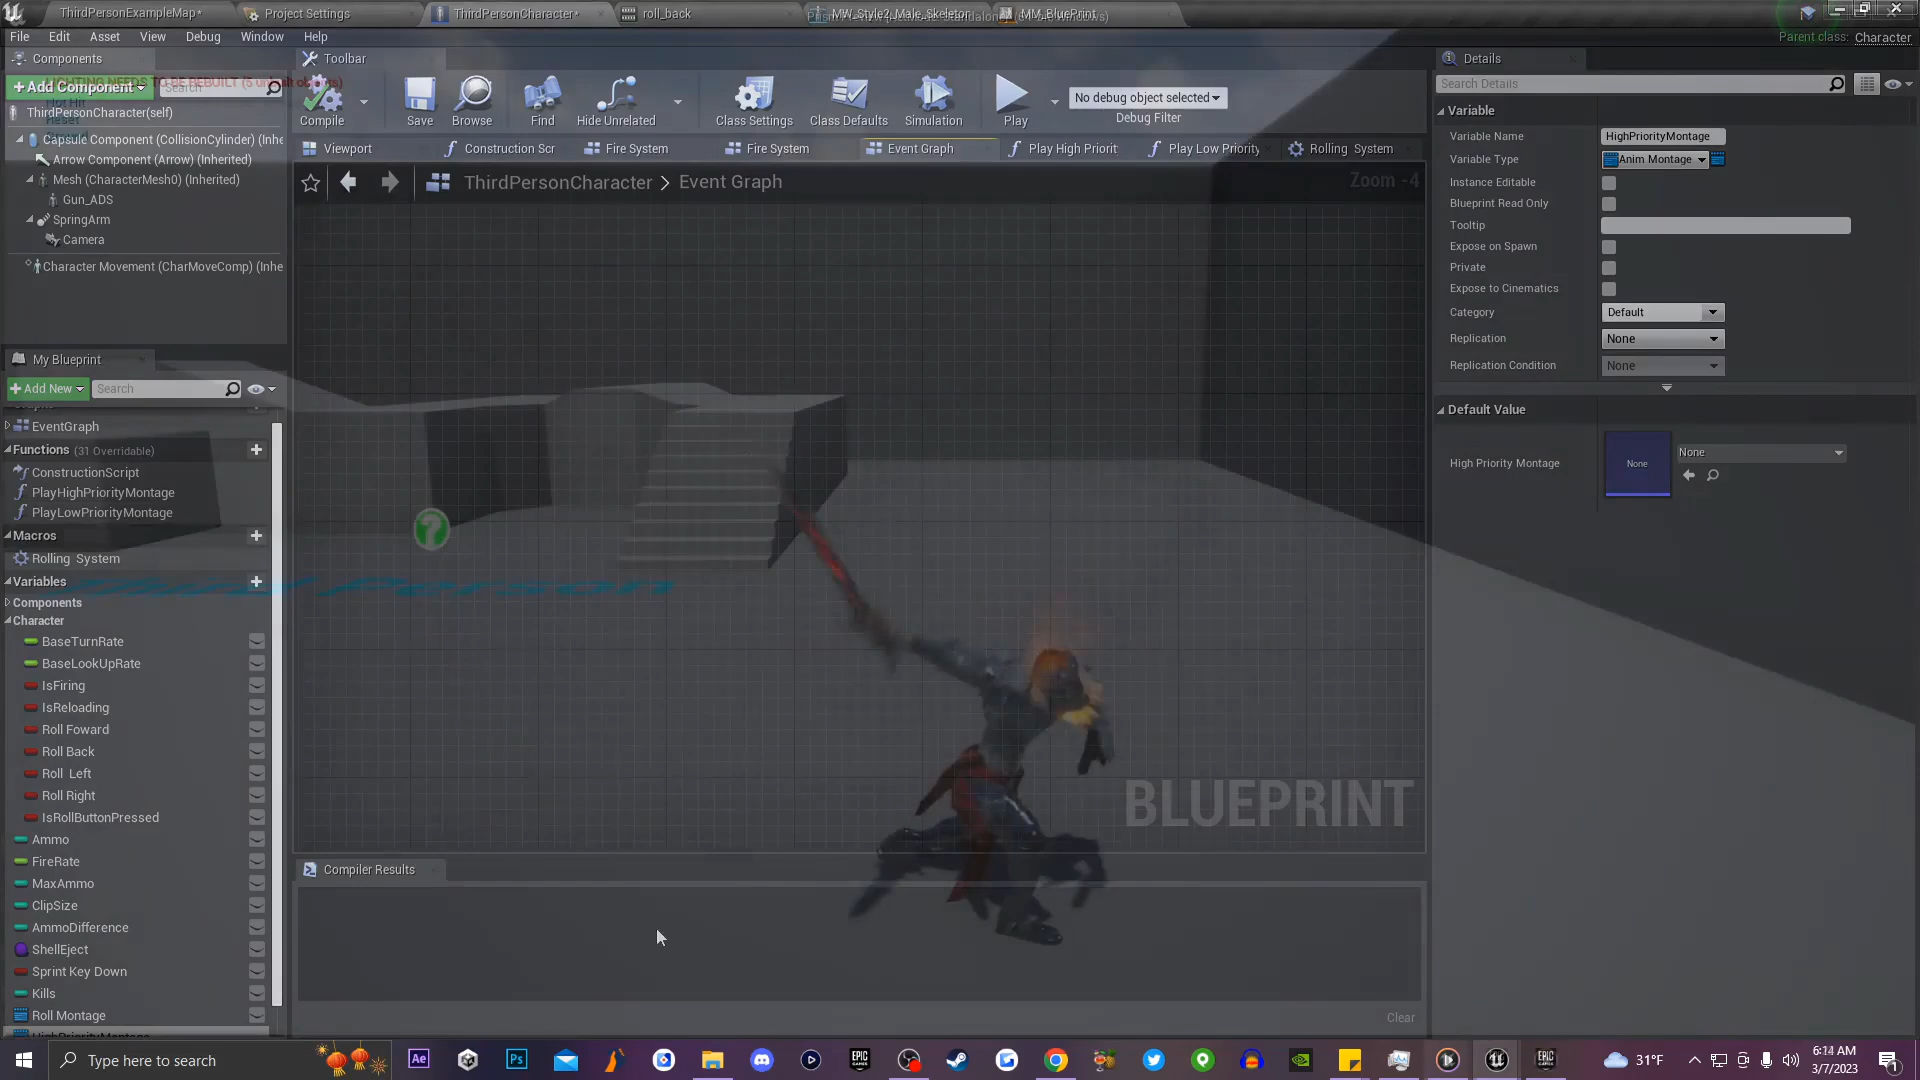 ThirdPersonExampleMap*
Project Settings
ThirdPersonCharacter*
roll_back
MW_Style2_Male_Skeleton
MM_BluePrint
File Edit Asset View Debug Window Help
Parent class: Character
Components
Toolbar
Details
LIGHTING NEEDS TO BE REBUILT
+ Add Component
Search
Search Details
ThirdPersonCharacter(self)
Capsule Component (CollisionCylinder) (Inhe
Arrow Component (Arrow) (Inherited)
Mesh (CharacterMesh0) (Inherited)
Gun_ADS
SpringArm
Camera
Character Movement (CharMoveComp) (Inhe
Compile
Save
Browse
Find
Hide Unrelated
Class Settings
Class Defaults
Simulation
Play
No debug object selected
Debug Filter
Viewport
Construction Scr
Fire System
Fire System
Event Graph
Play High Priorit
Play Low Priority
Rolling System
ThirdPersonCharacter > Event Graph
Zoom -4
Variable
Variable Name HighPriorityMontage
Variable Type Anim Montage
Instance Editable
Blueprint Read Only
Tooltip
Expose on Spawn
Private
Expose to Cinematics
Category Default
Replication None
Replication Condition None
Default Value
High Priority Montage None None
My Blueprint
+ Add New
Search
EventGraph
Functions (31 Overridable)
ConstructionScript
PlayHighPriorityMontage
PlayLowPriorityMontage
Macros
Rolling System
Variables
Components
Character
BaseTurnRate
BaseLookUpRate
IsFiring
IsReloading
Roll Foward
Roll Back
Roll Left
Roll Right
IsRollButtonPressed
Ammo
FireRate
MaxAmmo
ClipSize
AmmoDifference
ShellEject
Sprint Key Down
Kills
Roll Montage
HighPriorityMontage
BLUEPRINT
Compiler Results
Clear
Type here to search
31°F
6:14 AM
3/7/2023